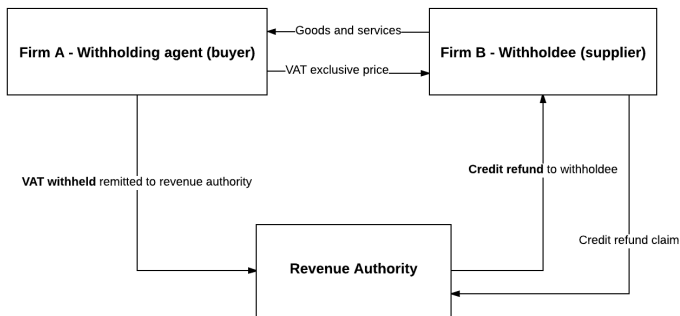 Goods and services
Firm A - Withholding agent (buyer)
Firm B - Withholdee (supplier)
VAT exclusive price
VAT withheld remitted to revenue authority
Credit refund to withholdee
Credit refund claim
Revenue Authority